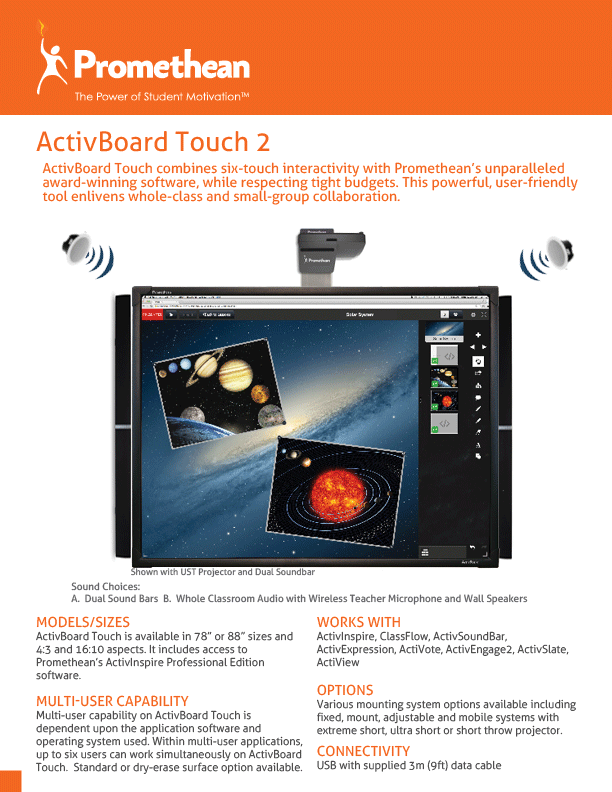 Promethean
The Power of Student Motivation™
ActivBoard Touch 2
ActivBoard Touch combines six-touch interactivity with Promethean's unparalleled
award-winning software, while respecting tight budgets. This powerful, user-friendly
tool enlivens whole-class and small-group collaboration.
Promethean
Promethean
Promethean
Solar System
Shown with UST Projector and Dual Soundbar
Sound Choices:
A. Dual Sound Bars B. Whole Classroom Audio with Wireless Teacher Microphone and Wall Speakers
MODELS/SIZES
ActivBoard Touch is available in 78” or 88” sizes and
4:3 and 16:10 aspects. It includes access to
Promethean’s ActivInspire Professional Edition
software.
MULTI-USER CAPABILITY
Multi-user capability on ActivBoard Touch is
dependent upon the application software and
operating system used. Within multi-user applications,
up to six users can work simultaneously on ActivBoard
Touch. Standard or dry-erase surface option available.
WORKS WITH
ActivInspire, ClassFlow, ActivSoundBar,
ActivExpression, ActiVote, ActivEngage2, ActivSlate,
ActiView
OPTIONS
Various mounting system options available including
fixed, mount, adjustable and mobile systems with
extreme short, ultra short or short throw projector.
CONNECTIVITY
USB with supplied 3m (9ft) data cable